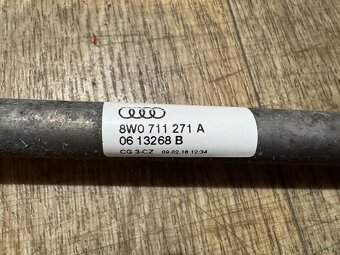 8W0 711 271 A
06 13268 B
CG 3-CZ 09.02.16 12:34